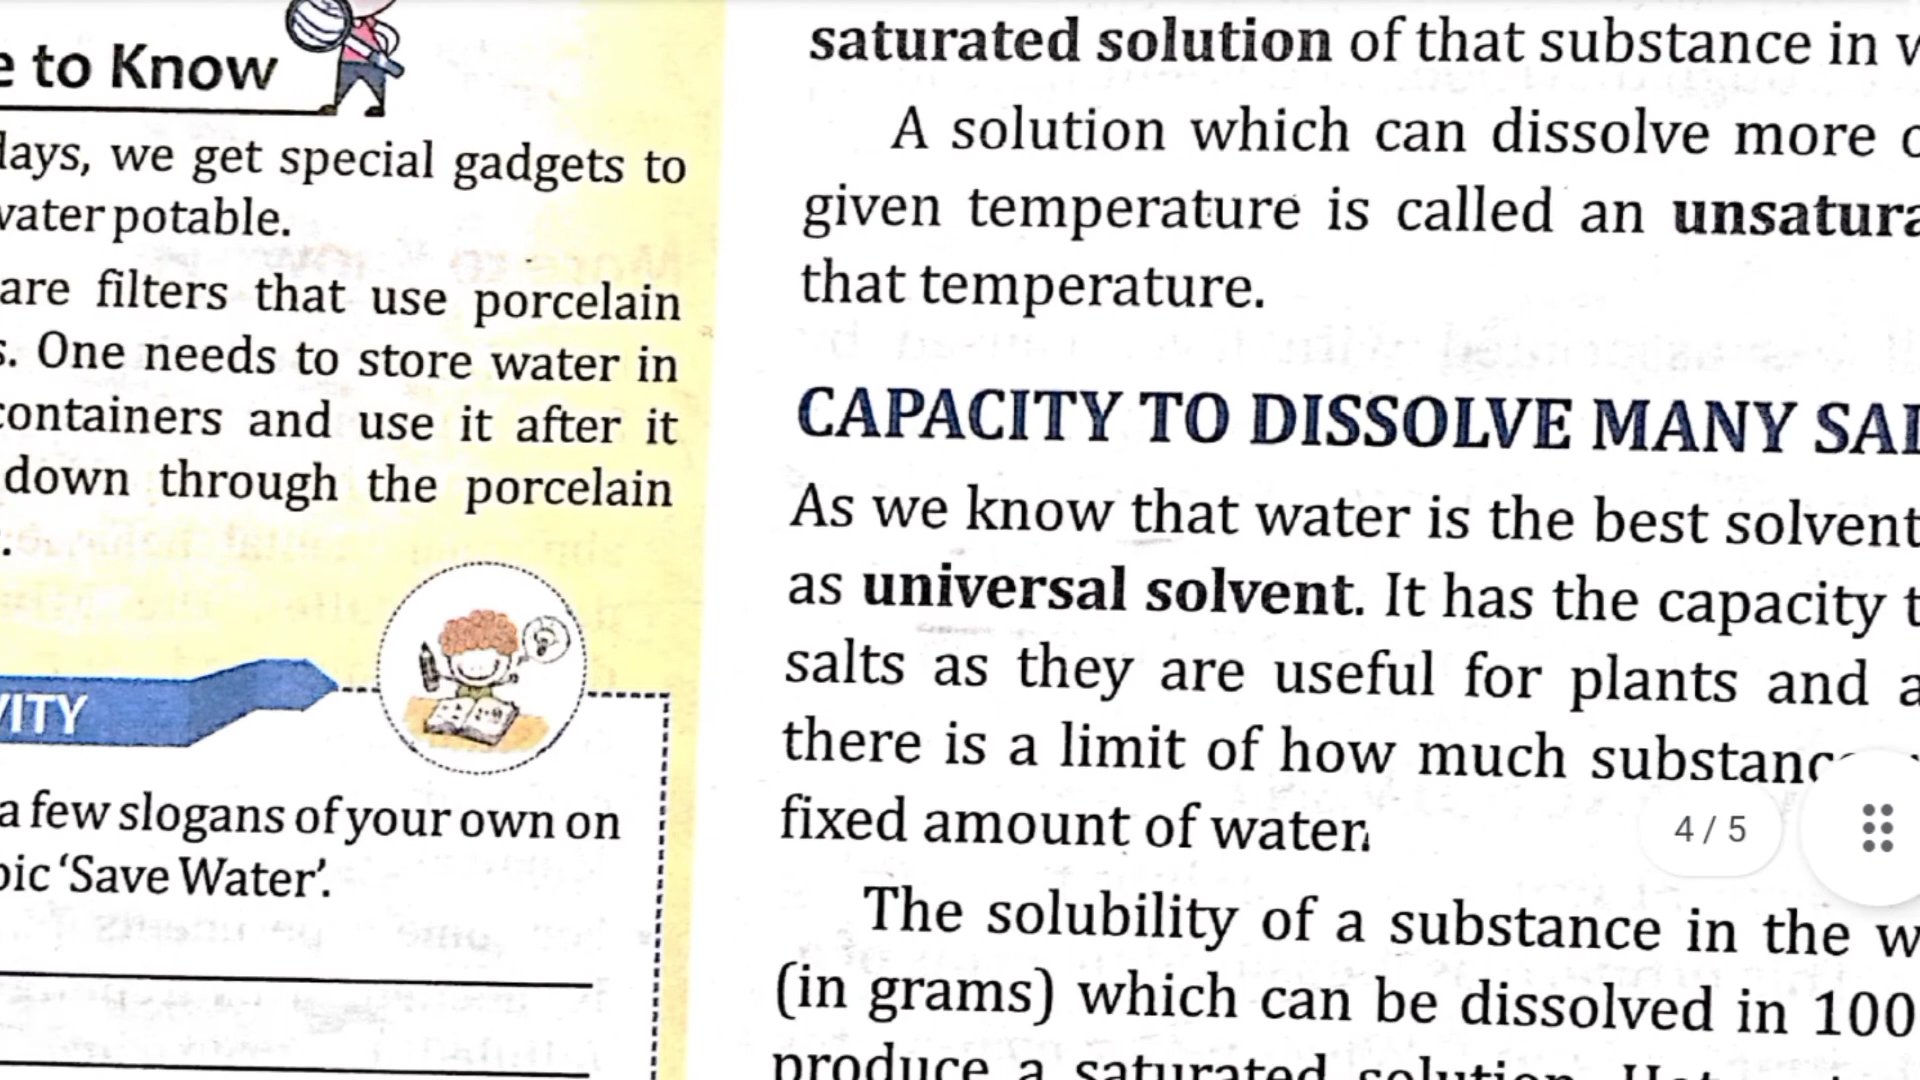 to Know
days, we get special gadgets to
water potable.
are filters that use porcelain
s. One needs to store water in
containers and use it after it
down through the porcelain
.
VITY
a few slogans of your own on
pic ‘Save Water’.
saturated solution of that substance in
A solution which can dissolve more
given temperature is called an unsatura
that temperature.
CAPACITY TO DISSOLVE MANY SAL
As we know that water is the best solvent
as universal solvent. It has the capacity t
salts as they are useful for plants and a
there is a limit of how much substanc
fixed amount of water.
4 / 5
The solubility of a substance in the w
(in grams) which can be dissolved in 100
produce a saturated solution.